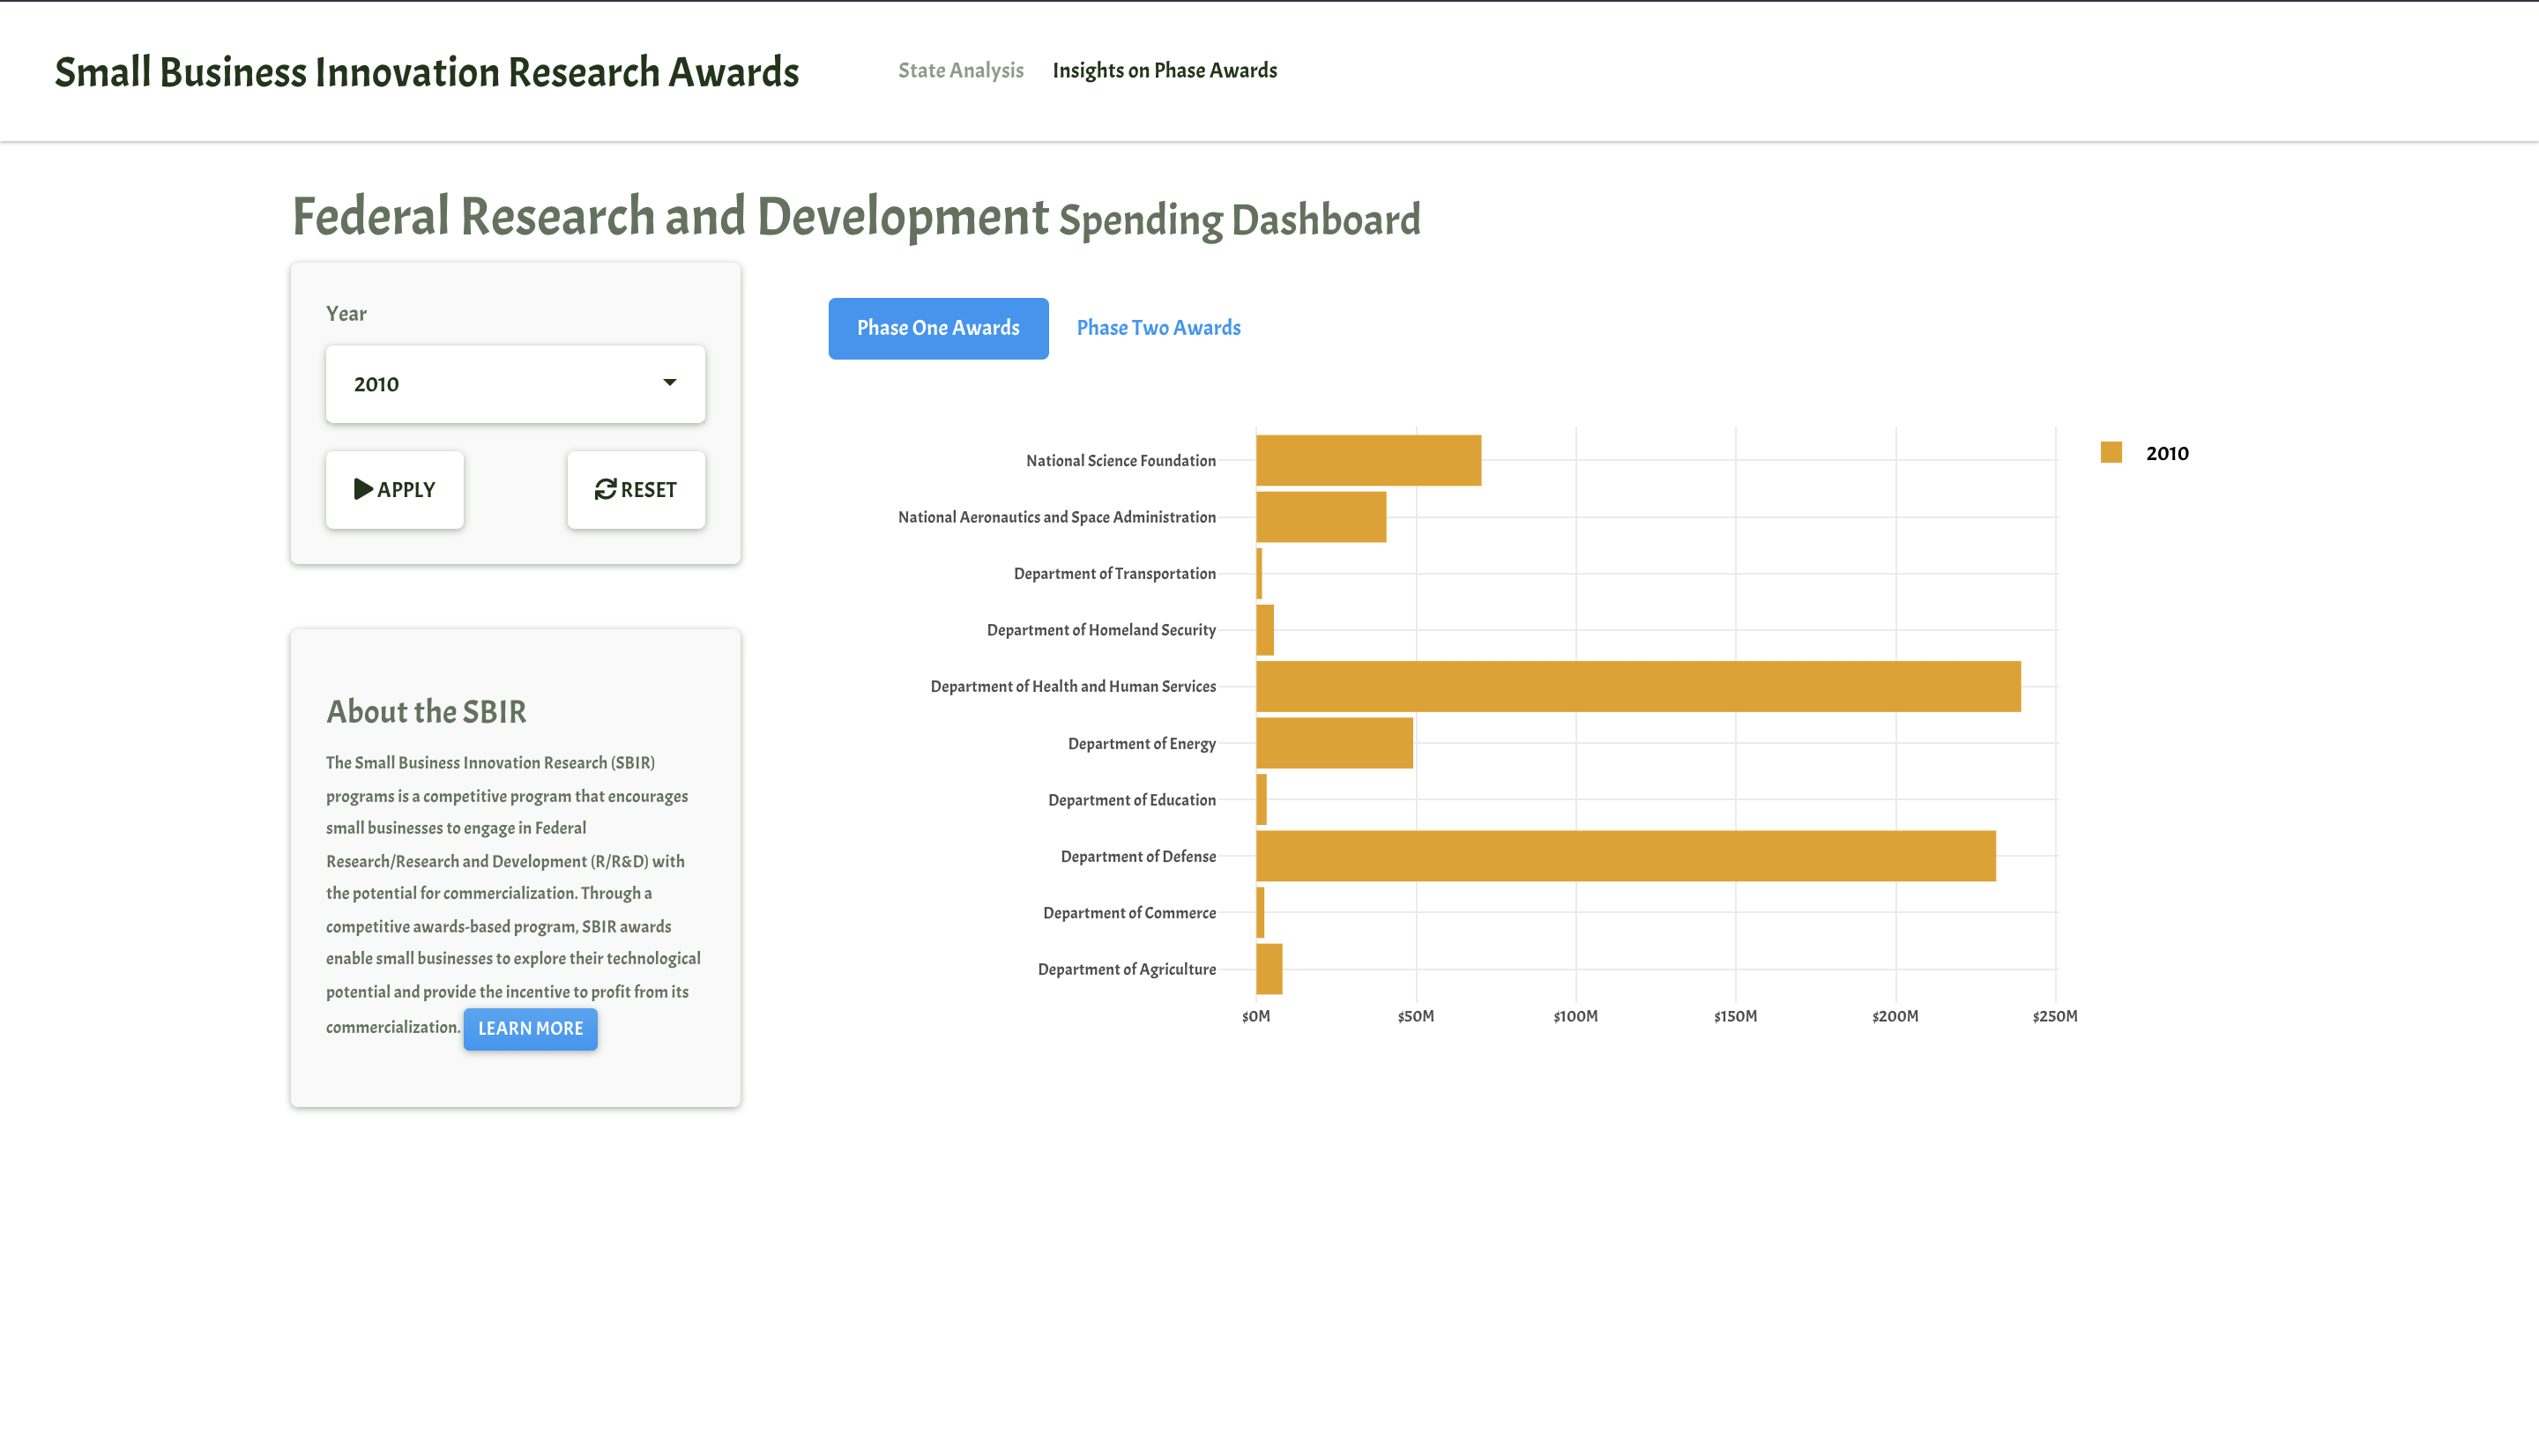 Small Business Innovation Research Awards
State Analysis
Insights on Phase Awards
Federal Research and Development Spending Dashboard
Year
2010
APPLY
RESET
About the SBIR
The Small Business Innovation Research (SBIR)
programs is a competitive program that encourages
small businesses to engage in Federal
Research/Research and Development (R/R&D) with
the potential for commercialization. Through a
competitive awards-based program, SBIR awards
enable small businesses to explore their technological
potential and provide the incentive to profit from its
commercialization. LEARN MORE
Phase One Awards
Phase Two Awards
National Science Foundation
National Aeronautics and Space Administration
Department of Transportation
Department of Homeland Security
Department of Health and Human Services
Department of Energy
Department of Education
Department of Defense
Department of Commerce
Department of Agriculture
$0M $50M $100M $150M $200M $250M
2010